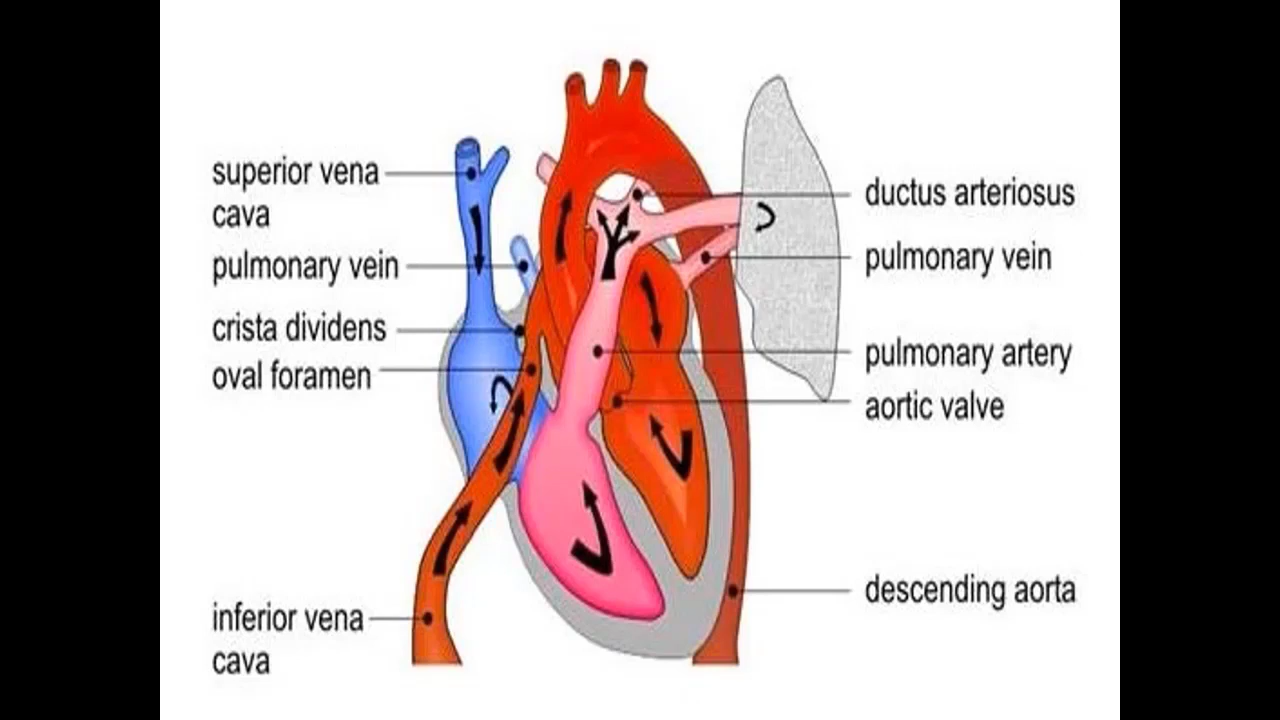 superior vena
cava
pulmonary vein
crista dividens
oval foramen
inferior vena
cava
ductus arteriosus
pulmonary vein
pulmonary artery
aortic valve
descending aorta